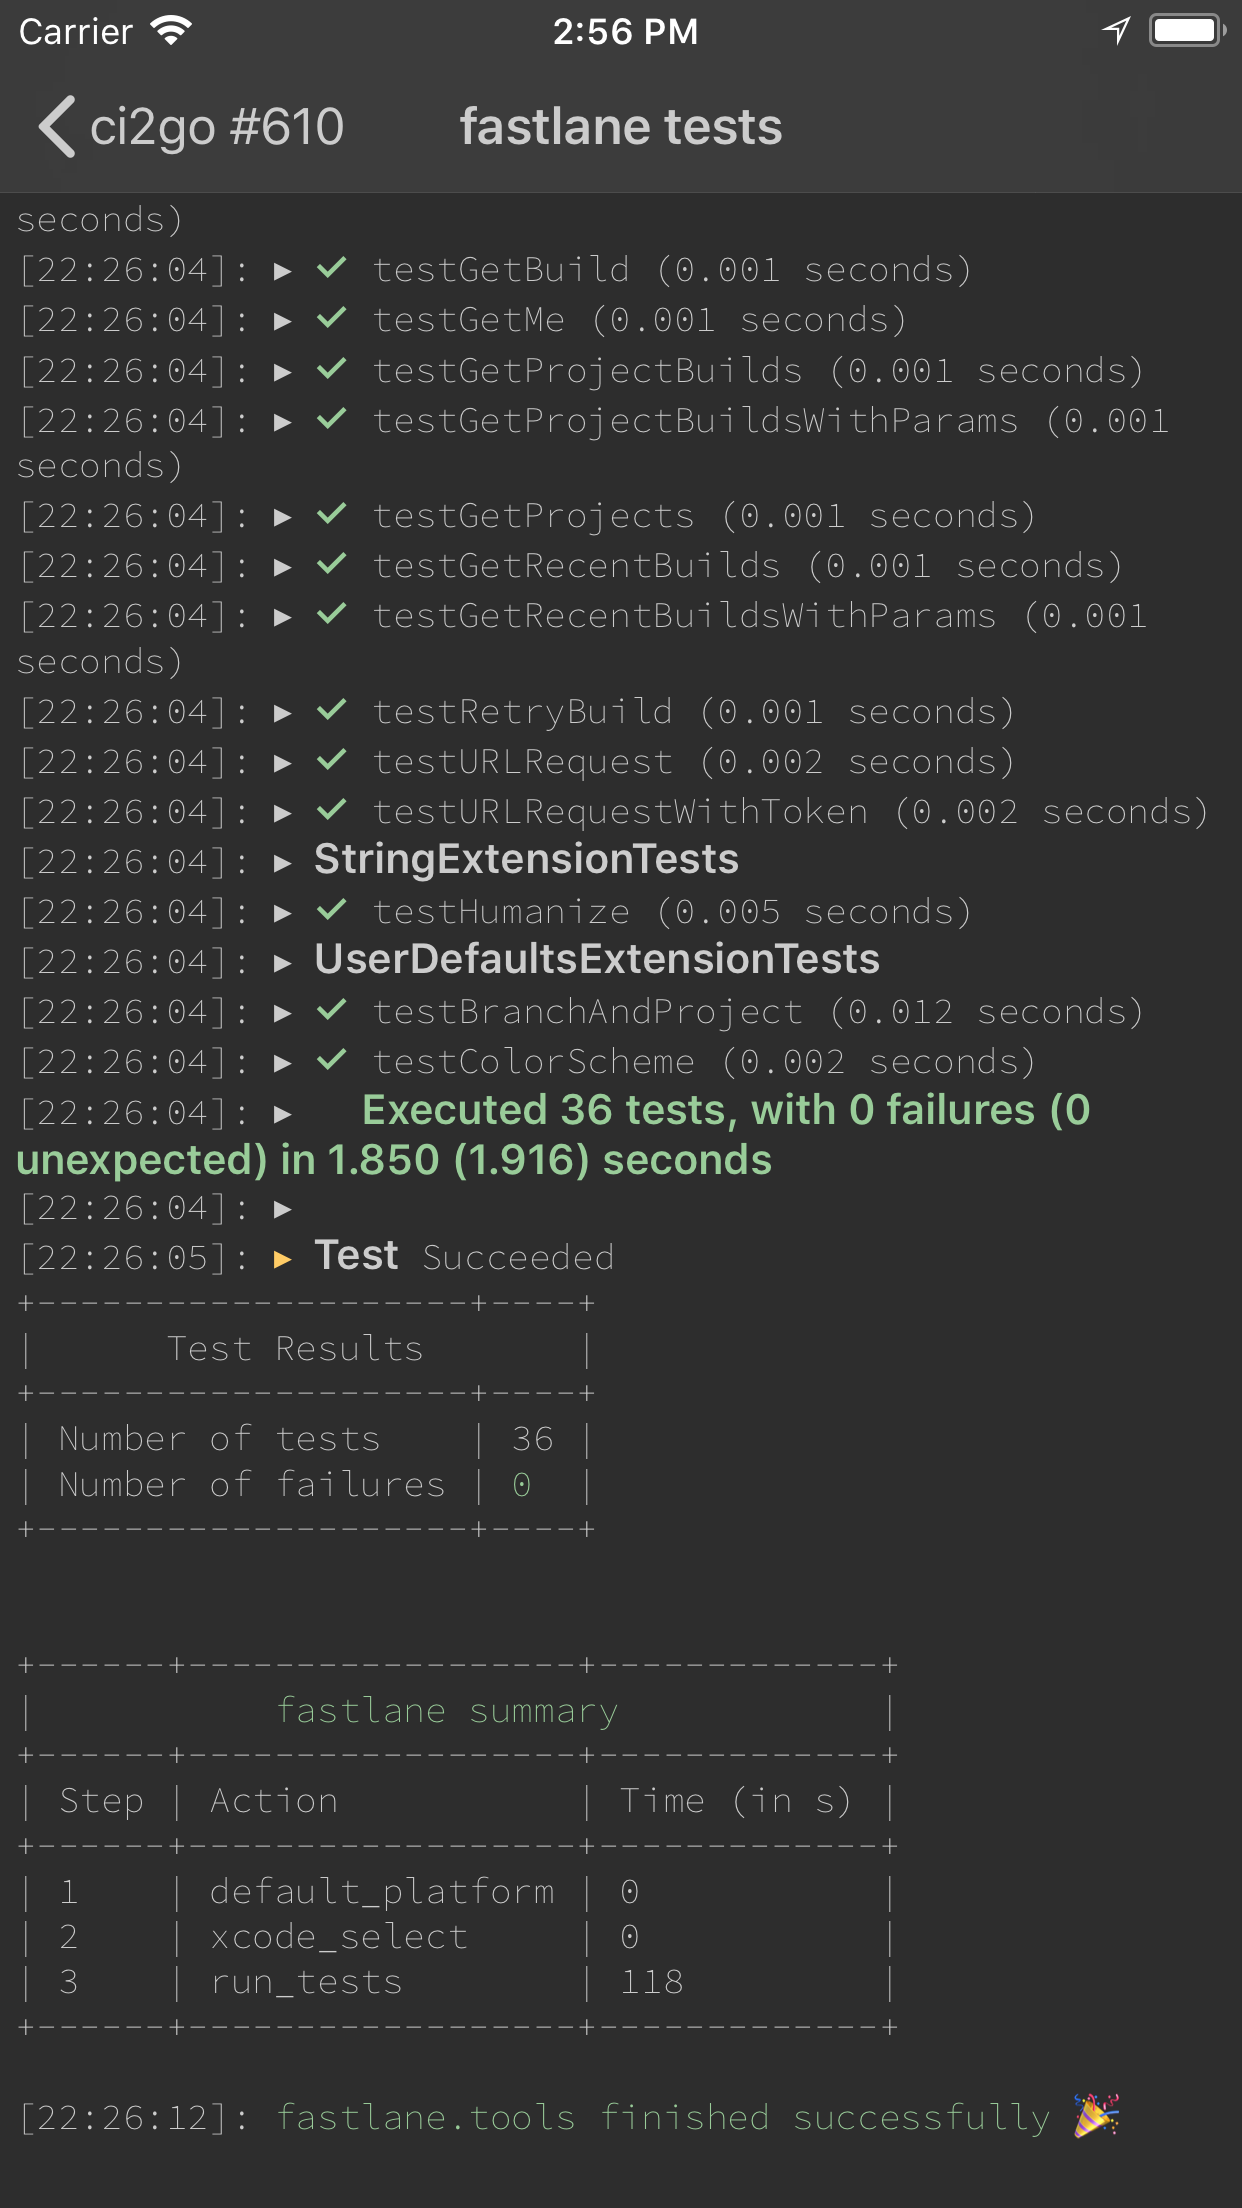 Carrier 2:56 PM
ci2go #610 fastlane tests
seconds)
[22:26:04]: ▸ ✓ testGetBuild (0.001 seconds)
[22:26:04]: ▸ ✓ testGetMe (0.001 seconds)
[22:26:04]: ▸ ✓ testGetProjectBuilds (0.001 seconds)
[22:26:04]: ▸ ✓ testGetProjectBuildsWithParams (0.001
seconds)
[22:26:04]: ▸ ✓ testGetProjects (0.001 seconds)
[22:26:04]: ▸ ✓ testGetRecentBuilds (0.001 seconds)
[22:26:04]: ▸ ✓ testGetRecentBuildsWithParams (0.001
seconds)
[22:26:04]: ▸ ✓ testRetryBuild (0.001 seconds)
[22:26:04]: ▸ ✓ testURLRequest (0.002 seconds)
[22:26:04]: ▸ ✓ testURLRequestWithToken (0.002 seconds)
[22:26:04]: ▸ StringExtensionTests
[22:26:04]: ▸ ✓ testHumanize (0.005 seconds)
[22:26:04]: ▸ UserDefaultsExtensionTests
[22:26:04]: ▸ ✓ testBranchAndProject (0.012 seconds)
[22:26:04]: ▸ ✓ testColorScheme (0.002 seconds)
[22:26:04]: ▸ Executed 36 tests, with 0 failures (0
unexpected) in 1.850 (1.916) seconds
[22:26:04]: ▸
[22:26:05]: ▸ Test Succeeded
+-------------------+----+
|      Test Results      |
+-------------------+----+
| Number of tests    | 36 |
| Number of failures | 0  |
+-------------------+----+
+------+------------------+-------------+
|           fastlane summary            |
+------+------------------+-------------+
| Step | Action           | Time (in s) |
+------+------------------+-------------+
| 1    | default_platform | 0           |
| 2    | xcode_select     | 0           |
| 3    | run_tests        | 118         |
+------+------------------+-------------+
[22:26:12]: fastlane.tools finished successfully 🎉